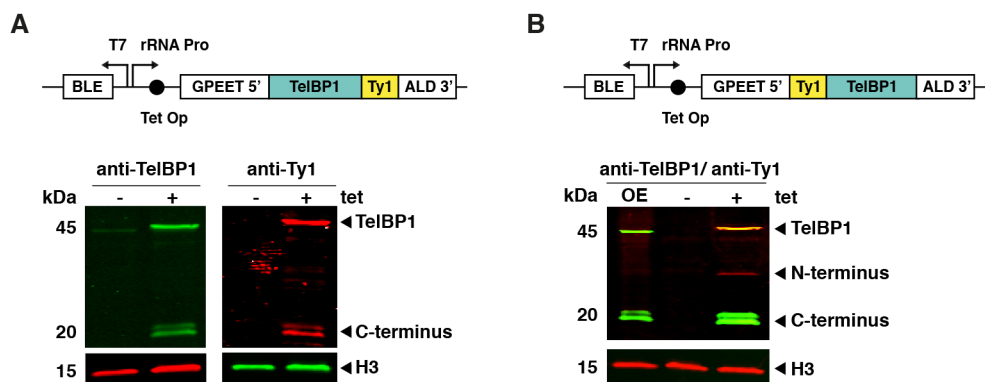 A
T7 rRNA Pro
BLE GPEET 5' TelBP1 Ty1 ALD 3'
Tet Op
anti-TelBP1 anti-Ty1
kDa - + - + tet
45 TelBP1
20 C-terminus
15 H3
B
T7 rRNA Pro
BLE GPEET 5' Ty1 TelBP1 ALD 3'
Tet Op
anti-TelBP1/ anti-Ty1
kDa OE - + tet
45 TelBP1
N-terminus
20 C-terminus
15 H3